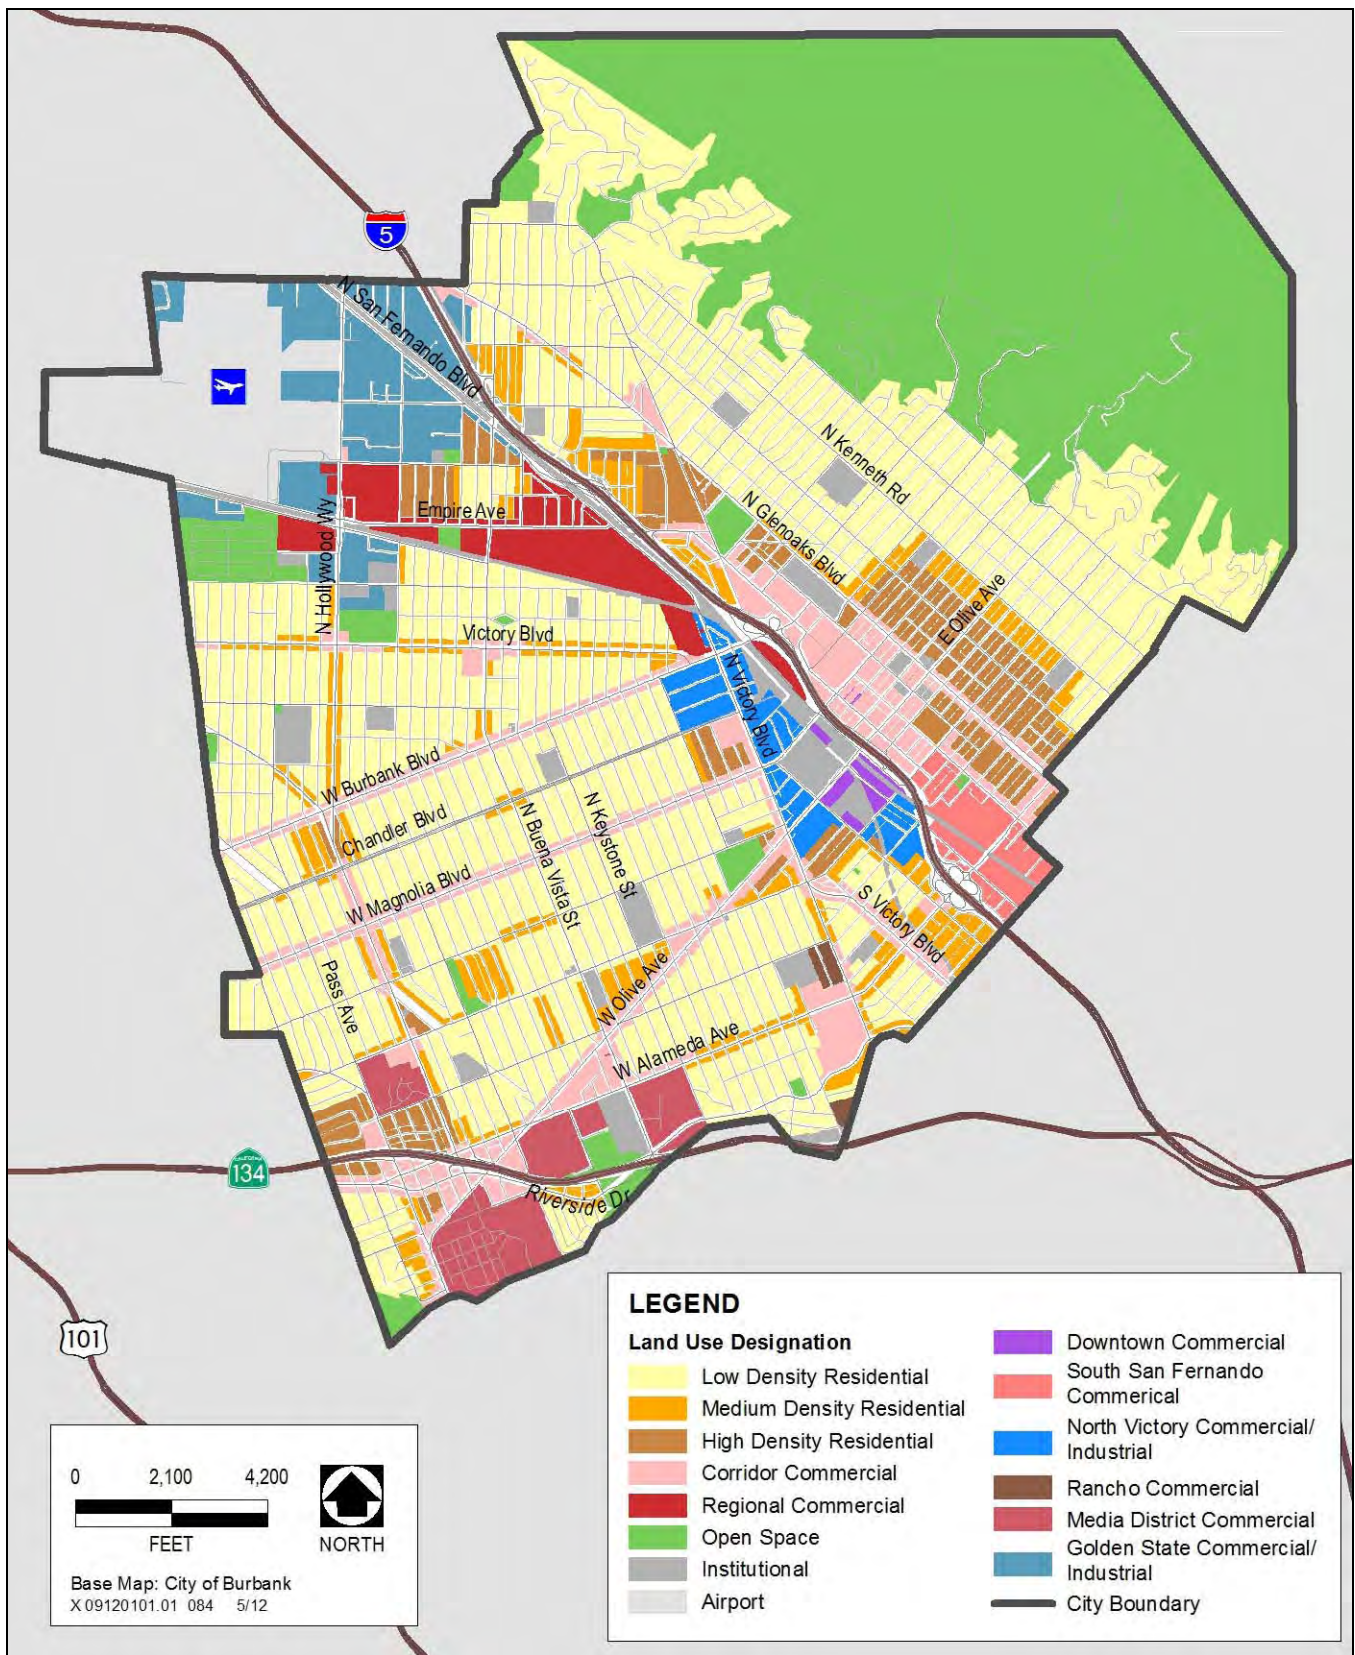 5
N San Fernando Blvd
N Kenneth Rd
N Glenoaks Blvd
Empire Ave
N Hollywood Wy
E Olive Ave
Victory Blvd
N Victory Blvd
W Burbank Blvd
Chandler Blvd
N Buena Vista St
N Keystone St
W Magnolia Blvd
S Victory Blvd
Pass Ave
W Olive Ave
W Alameda Ave
134
Riverside Dr
101
LEGEND
Land Use Designation
Low Density Residential
Medium Density Residential
High Density Residential
Corridor Commercial
Regional Commercial
Open Space
Institutional
Airport
Downtown Commercial
South San Fernando
Commerical
North Victory Commercial/
Industrial
Rancho Commercial
Media District Commercial
Golden State Commercial/
Industrial
City Boundary
0 2,100 4,200
FEET
NORTH
Base Map: City of Burbank
X 09120101.01 084 5/12